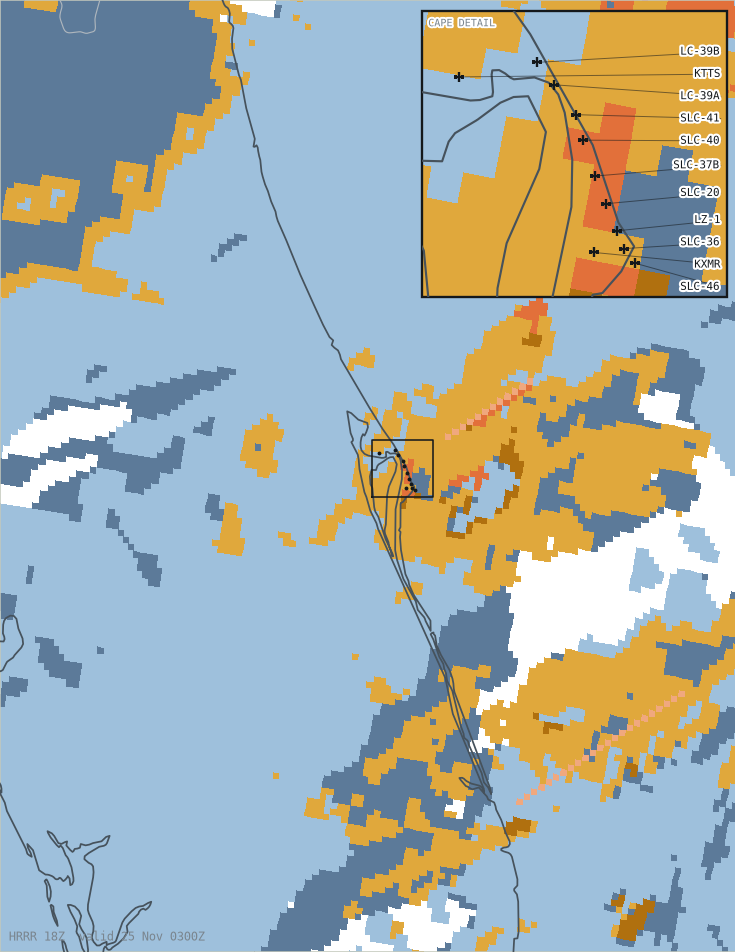 CAPE DETAIL
LC-39B
KTTS
LC-39A
SLC-41
SLC-40
SLC-37B
SLC-20
LZ-1
SLC-36
KXMR
SLC-46
HRRR 18Z  valid 25 Nov 0300Z